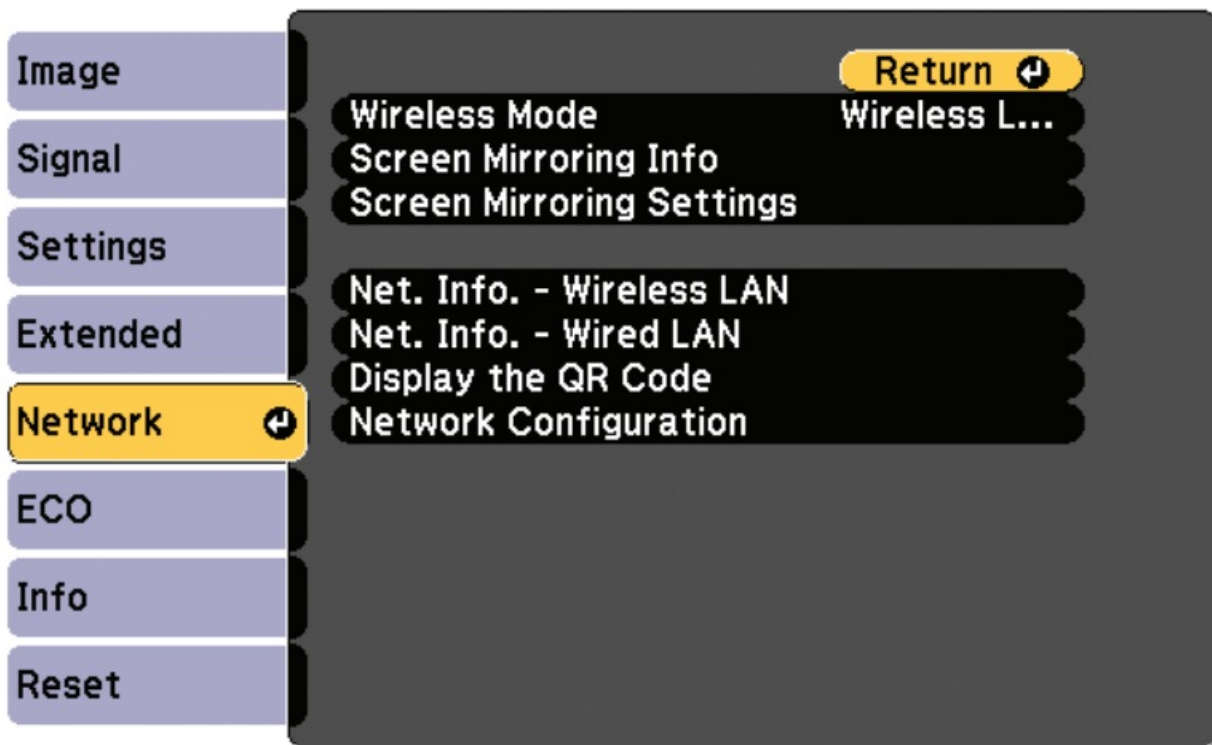 Image
Signal
Settings
Extended
Network
ECO
Info
Reset
Return
Wireless Mode Wireless L...
Screen Mirroring Info
Screen Mirroring Settings
Net. Info. - Wireless LAN
Net. Info. - Wired LAN
Display the QR Code
Network Configuration